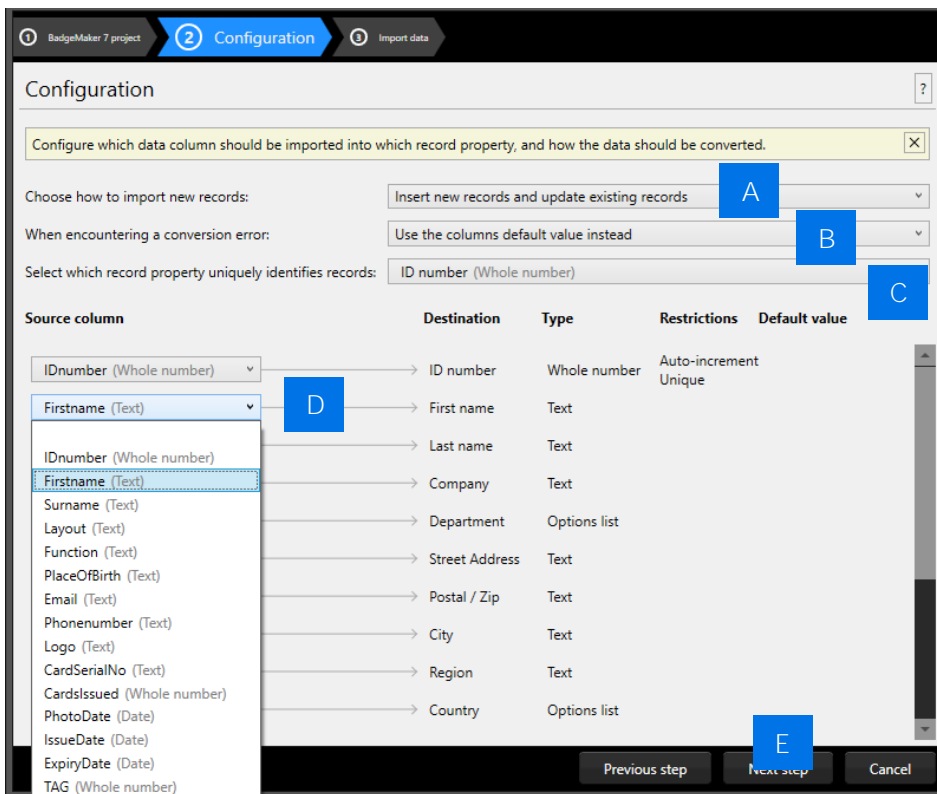 1 BadgeMaker 7 project 2 Configuration 3 Import data
Configuration ?
Configure which data column should be imported into which record property, and how the data should be converted.
Choose how to import new records: Insert new records and update existing records A
When encountering a conversion error: Use the columns default value instead B
Select which record property uniquely identifies records: ID number (Whole number) C
Source column Destination Type Restrictions Default value
IDnumber (Whole number) ID number Whole number Auto-increment
Unique
Firstname (Text) D First name Text
Last name Text
IDnumber (Whole number)
Firstname (Text) Company Text
Surname (Text)
Layout (Text) Department Options list
Function (Text) Street Address Text
PlaceOfBirth (Text)
Email (Text) Postal / Zip Text
Phonenumber (Text) City Text
Logo (Text)
CardSerialNo (Text) Region Text
CardsIssued (Whole number)
PhotoDate (Date) Country Options list
IssueDate (Date) E
ExpiryDate (Date) Previous step Next step Cancel
TAG (Whole number)